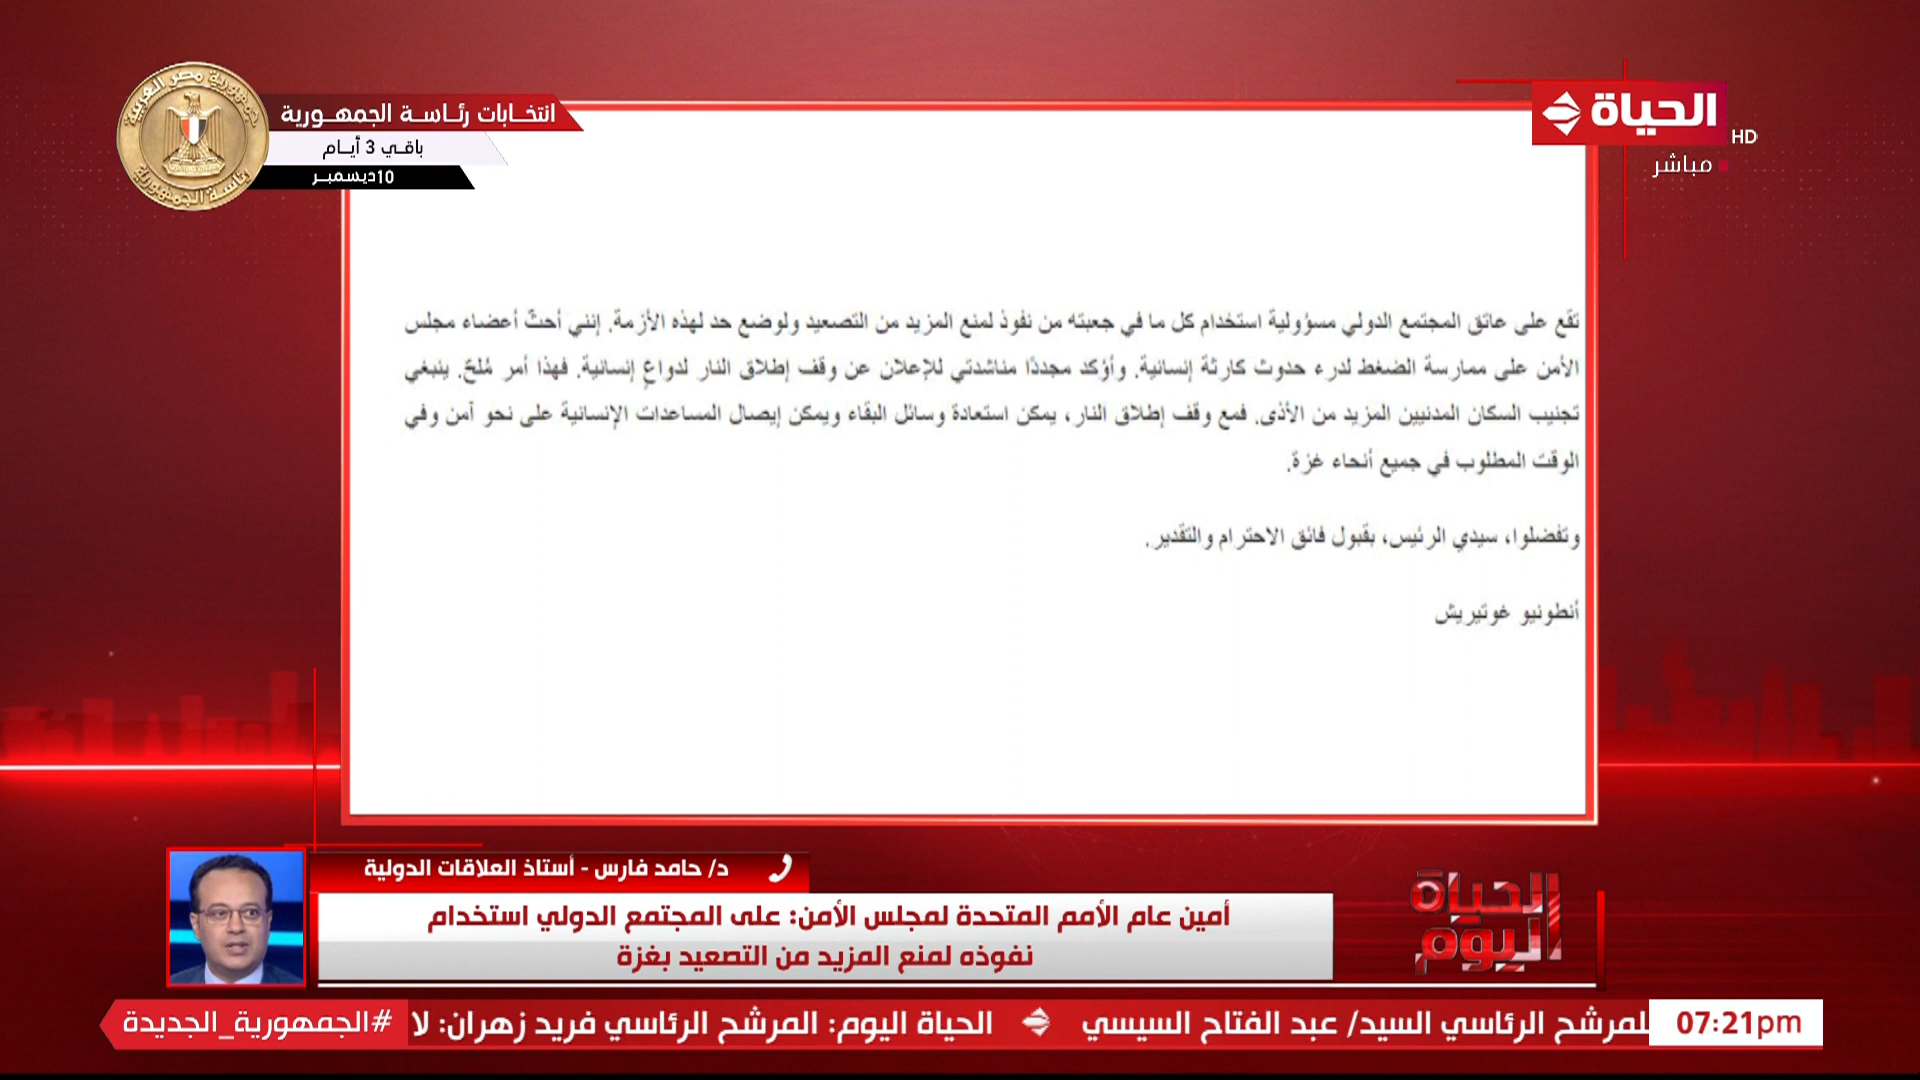 جمهورية مصر العربية
رئاسة الجمهورية
انتخابات رئاسة الجمهورية
باقي 3 أيام
10ديسمبر
الحياة
HD
مباشر
تقع على عاتق المجتمع الدولي مسؤولية استخدام كل ما في جعبته من نفوذ لمنع المزيد من التصعيد ولوضع حد لهذه الأزمة. إنني أحثّ أعضاء مجلس
الأمن على ممارسة الضغط لدرء حدوث كارثة إنسانية. وأؤكد مجددًا مناشدتي للإعلان عن وقف إطلاق النار لدواعٍ إنسانية. فهذا أمر مُلحّ. ينبغي
تجنيب السكان المدنيين المزيد من الأذى. فمع وقف إطلاق النار، يمكن استعادة وسائل البقاء ويمكن إيصال المساعدات الإنسانية على نحو آمن وفي
الوقت المطلوب في جميع أنحاء غزة.
وتفضلوا، سيدي الرئيس، بقبول فائق الاحترام والتقدير.
أنطونيو غوتيريش
د/ حامد فارس - أستاذ العلاقات الدولية
أمين عام الأمم المتحدة لمجلس الأمن: على المجتمع الدولي استخدام
نفوذه لمنع المزيد من التصعيد بغزة
الحياة
اليوم
07:21pm
للمرشح الرئاسي السيد/ عبد الفتاح السيسي
الحياة اليوم: المرشح الرئاسي فريد زهران: لا
#الجمهورية_الجديدة